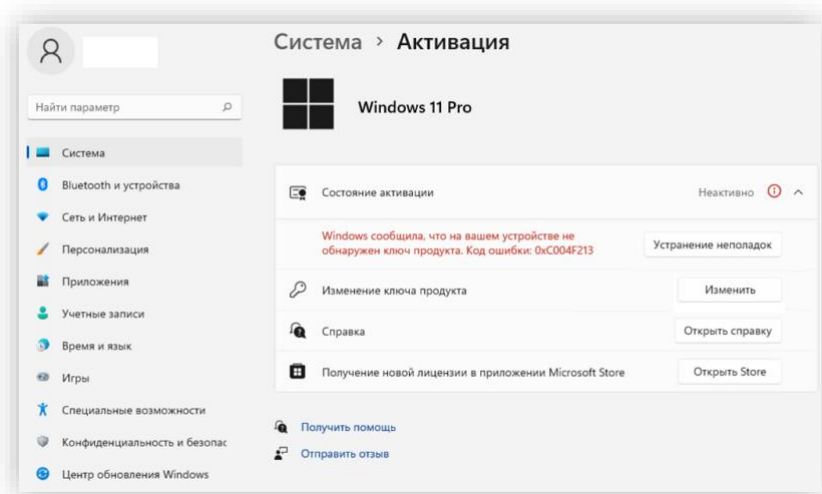 Система > Активация
Найти параметр
Windows 11 Pro
Система
Bluetooth и устройства
Сеть и Интернет
Персонализация
Приложения
Учетные записи
Время и язык
Игры
Специальные возможности
Конфиденциальность и безопас
Центр обновления Windows
Состояние активации
Неактивно
Windows сообщила, что на вашем устройстве не
обнаружен ключ продукта. Код ошибки: 0xC004F213
Устранение неполадок
Изменение ключа продукта
Изменить
Справка
Открыть справку
Получение новой лицензии в приложении Microsoft Store
Открыть Store
Получить помощь
Отправить отзыв